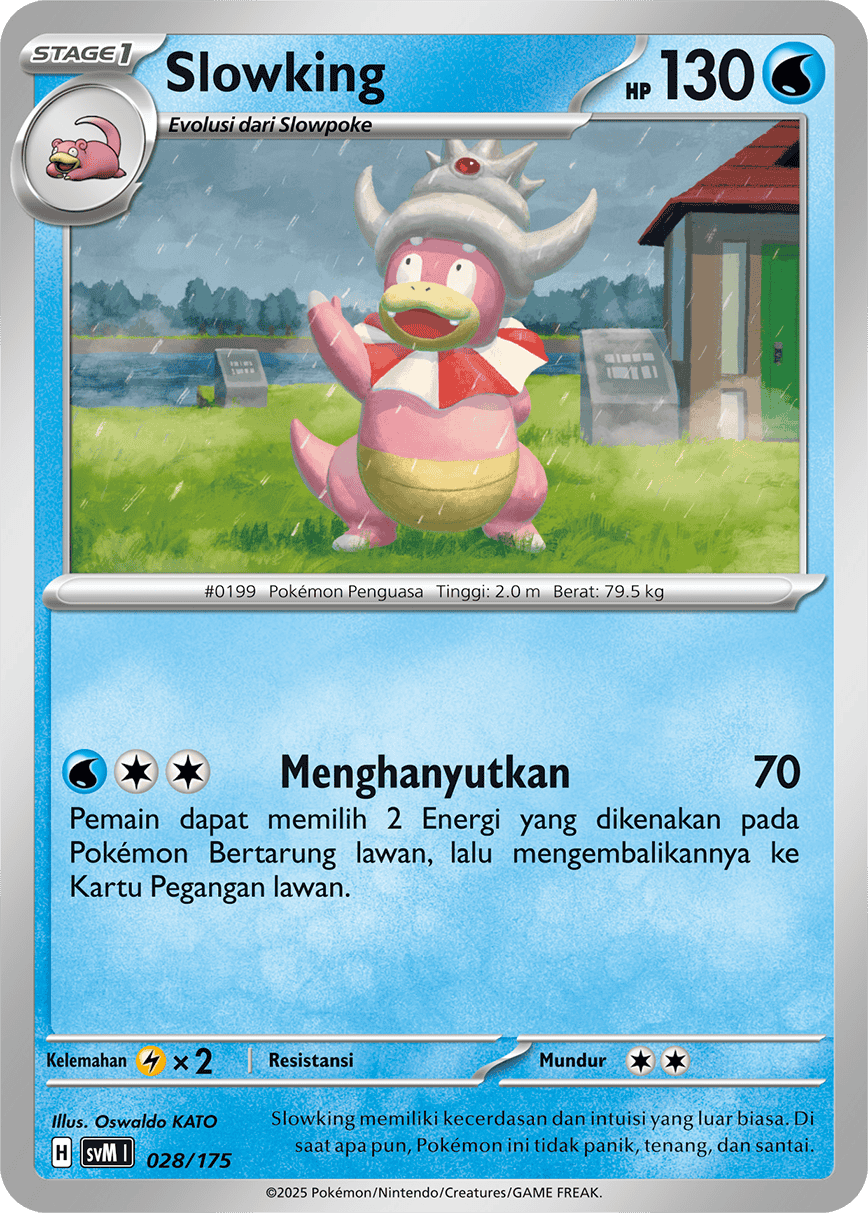 STAGE1
Slowking
HP 130
Evolusi dari Slowpoke
#0199 Pokémon Penguasa Tinggi: 2.0 m Berat: 79.5 kg
Menghanyutkan 70
Pemain dapat memilih 2 Energi yang dikenakan pada
Pokémon Bertarung lawan, lalu mengembalikannya ke
Kartu Pegangan lawan.
Kelemahan ×2 Resistansi Mundur
Illus. Oswaldo KATO
Slowking memiliki kecerdasan dan intuisi yang luar biasa. Di
saat apa pun, Pokémon ini tidak panik, tenang, dan santai.
H svM I 028/175
©2025 Pokémon/Nintendo/Creatures/GAME FREAK.